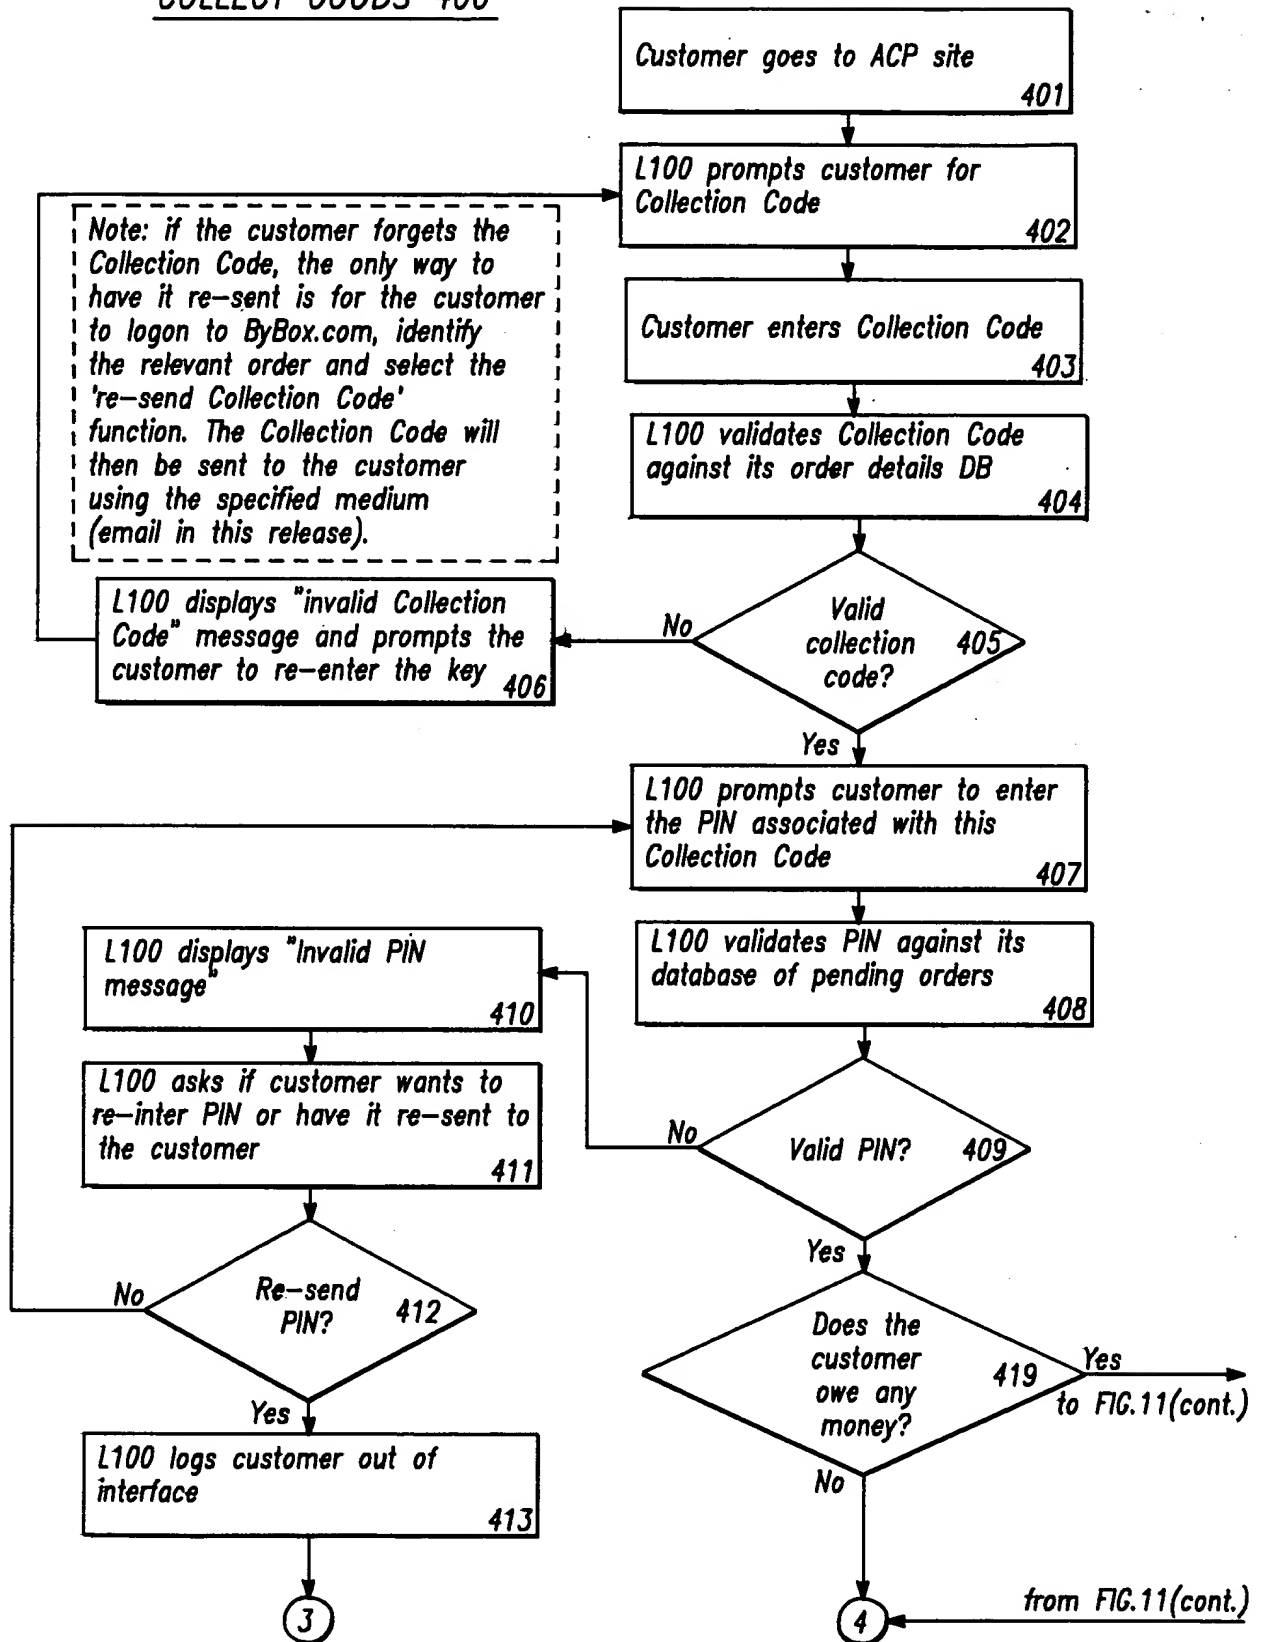 COLLECT GOODS 400
Customer goes to ACP site
401
L100 prompts customer for
Collection Code
402
Note: if the customer forgets the
Collection Code, the only way to
have it re-sent is for the customer
to logon to ByBox.com, identify
the relevant order and select the
're-send Collection Code'
function. The Collection Code will
then be sent to the customer
using the specified medium
(email in this release).
Customer enters Collection Code
403
L100 validates Collection Code
against its order details DB
404
Valid
collection
code?
405
No
L100 displays "invalid Collection
Code" message and prompts the
customer to re-enter the key
406
Yes
L100 prompts customer to enter
the PIN associated with this
Collection Code
407
L100 validates PIN against its
database of pending orders
408
Valid PIN?
409
No
L100 displays "Invalid PIN
message"
410
L100 asks if customer wants to
re-inter PIN or have it re-sent to
the customer
411
Re-send
PIN?
412
No
Yes
L100 logs customer out of
interface
413
3
Yes
Does the
customer
owe any
money?
419
Yes
to FIG.11(cont.)
No
4
from FIG.11(cont.)